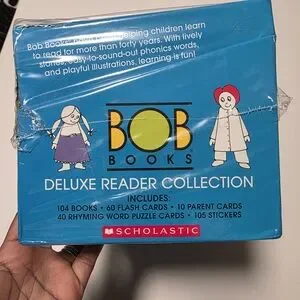 Bob Books helping children learn
to read for more than forty years. With lively
easy-to-sound-out phonics words,
and playful illustrations, learning is fun!
BOB
BOOKS
DELUXE READER COLLECTION
INCLUDES:
104 BOOKS • 60 FLASH CARDS • 10 PARENT CARDS
40 RHYMING WORD PUZZLE CARDS • 105 STICKERS
SCHOLASTIC